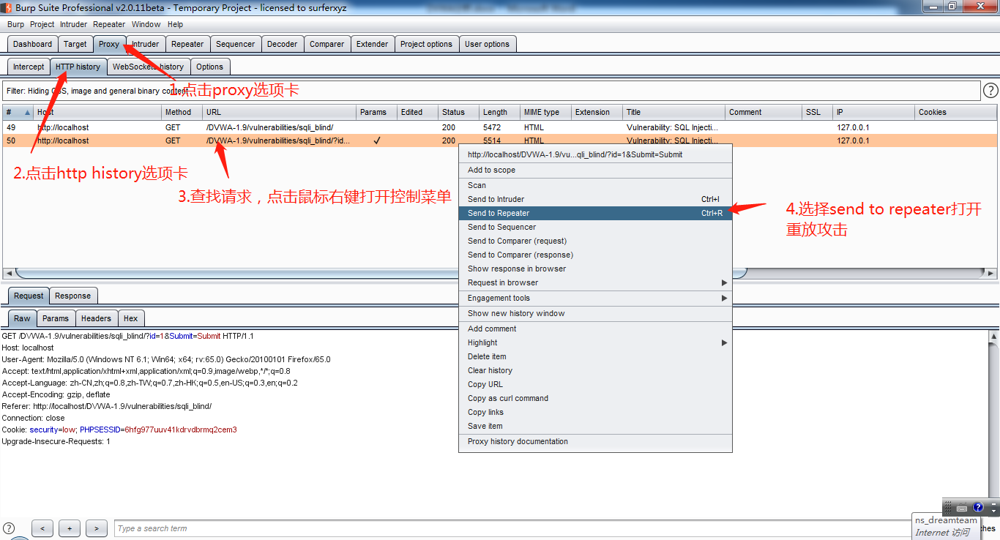 Burp Suite Professional v2.0.11beta - Temporary Project - licensed to surferxyz
Burp Project Intruder Repeater Window Help
Dashboard Target Proxy Intruder Repeater Sequencer Decoder Comparer Extender Project options User options
Intercept HTTP history WebSockets history Options
1.点击proxy选项卡
Filter: Hiding CSS, image and general binary content
# Host Method URL Params Edited Status Length MIME type Extension Title Comment SSL IP Cookies
49 http://localhost GET /DVWA-1.9/vulnerabilities/sqli_blind/ 200 5472 HTML Vulnerability: SQL Injecti... 127.0.0.1
50 http://localhost GET /DVWA-1.9/vulnerabilities/sqli_blind/?id... ✓ 200 5514 HTML Vulnerability: SQL Injecti... 127.0.0.1
2.点击http history选项卡
3.查找请求，点击鼠标右键打开控制菜单
http://localhost/DVWA-1.9/vu...qli_blind/?id=1&Submit=Submit
Add to scope
Scan
Send to Intruder Ctrl+I
Send to Repeater Ctrl+R
Send to Sequencer
Send to Comparer (request)
Send to Comparer (response)
Show response in browser
Request in browser
Engagement tools
Show new history window
Add comment
Highlight
Delete item
Clear history
Copy URL
Copy as curl command
Copy links
Save item
Proxy history documentation
4.选择send to repeater打开
重放攻击
Request Response
Raw Params Headers Hex
GET /DVWA-1.9/vulnerabilities/sqli_blind/?id=1&Submit=Submit HTTP/1.1
Host: localhost
User-Agent: Mozilla/5.0 (Windows NT 6.1; Win64; x64; rv:65.0) Gecko/20100101 Firefox/65.0
Accept: text/html,application/xhtml+xml,application/xml;q=0.9,image/webp,*/*;q=0.8
Accept-Language: zh-CN,zh;q=0.8,zh-TW;q=0.7,zh-HK;q=0.5,en-US;q=0.3,en;q=0.2
Accept-Encoding: gzip, deflate
Referer: http://localhost/DVWA-1.9/vulnerabilities/sqli_blind/
Connection: close
Cookie: security=low; PHPSESSID=6hfg977uuv41kdrvdbrmq2cem3
Upgrade-Insecure-Requests: 1
? < + > Type a search term
ns_dreamteam
Internet 访问